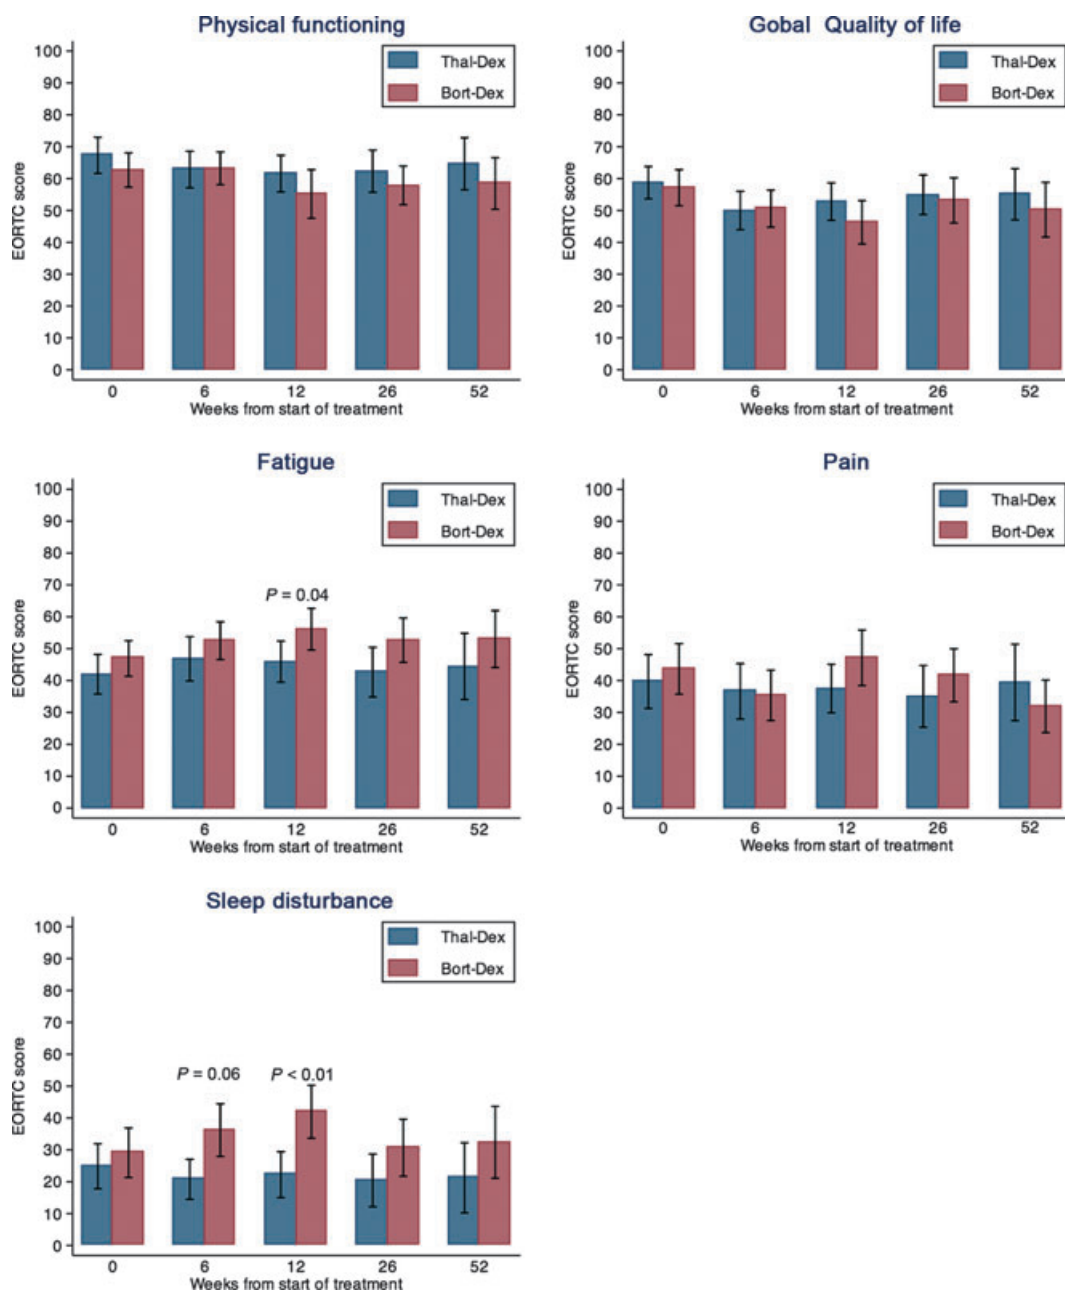 Physical functioning
Thal-Dex
Bort-Dex
EORTC score
100
90
80
70
60
50
40
30
20
10
0
0 6 12 26 52
Weeks from start of treatment
Gobal Quality of life
Thal-Dex
Bort-Dex
EORTC score
100
90
80
70
60
50
40
30
20
10
0
0 6 12 26 52
Weeks from start of treatment
Fatigue
Thal-Dex
Bort-Dex
P = 0.04
EORTC score
100
90
80
70
60
50
40
30
20
10
0
0 6 12 26 52
Weeks from start of treatment
Pain
Thal-Dex
Bort-Dex
EORTC score
100
90
80
70
60
50
40
30
20
10
0
0 6 12 26 52
Weeks from start of treatment
Sleep disturbance
Thal-Dex
Bort-Dex
P = 0.06 P < 0.01
EORTC score
100
90
80
70
60
50
40
30
20
10
0
0 6 12 26 52
Weeks from start of treatment